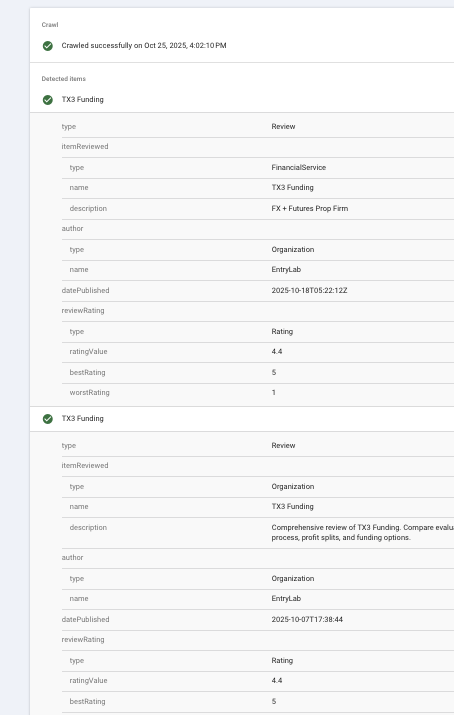 Crawl
Crawled successfully on Oct 25, 2025, 4:02:10 PM
Detected items
TX3 Funding
type Review
itemReviewed
type FinancialService
name TX3 Funding
description FX + Futures Prop Firm
author
type Organization
name EntryLab
datePublished 2025-10-18T05:22:12Z
reviewRating
type Rating
ratingValue 4.4
bestRating 5
worstRating 1
TX3 Funding
type Review
itemReviewed
type Organization
name TX3 Funding
description Comprehensive review of TX3 Funding. Compare evalu
process, profit splits, and funding options.
author
type Organization
name EntryLab
datePublished 2025-10-07T17:38:44
reviewRating
type Rating
ratingValue 4.4
bestRating 5